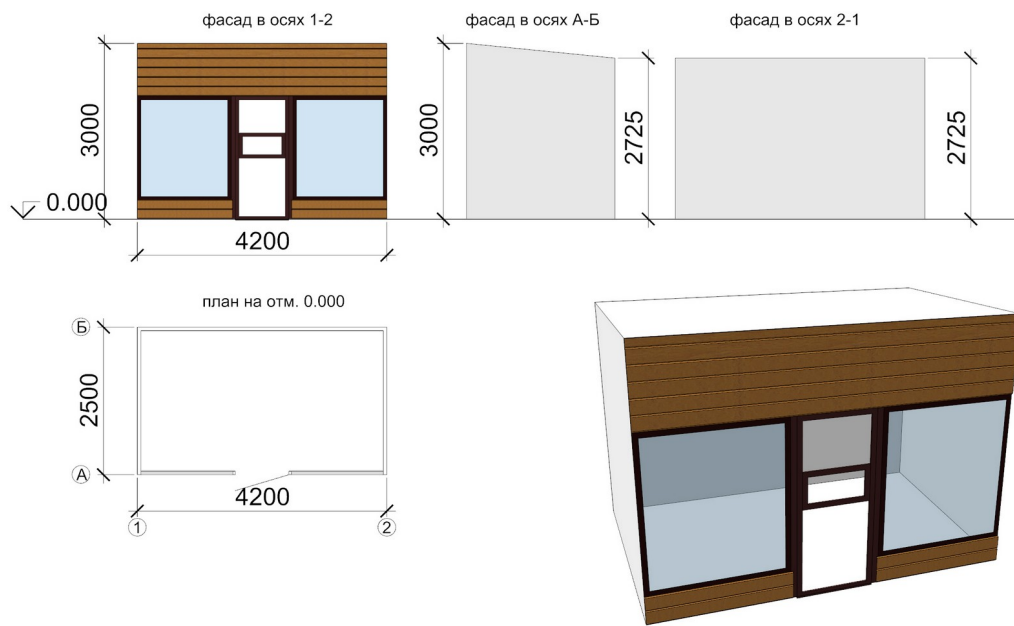 фасад в осях 1-2
фасад в осях А-Б
фасад в осях 2-1
3000
0.000
4200
3000
2725
2725
план на отм. 0.000
Б
2500
А
4200
1
2